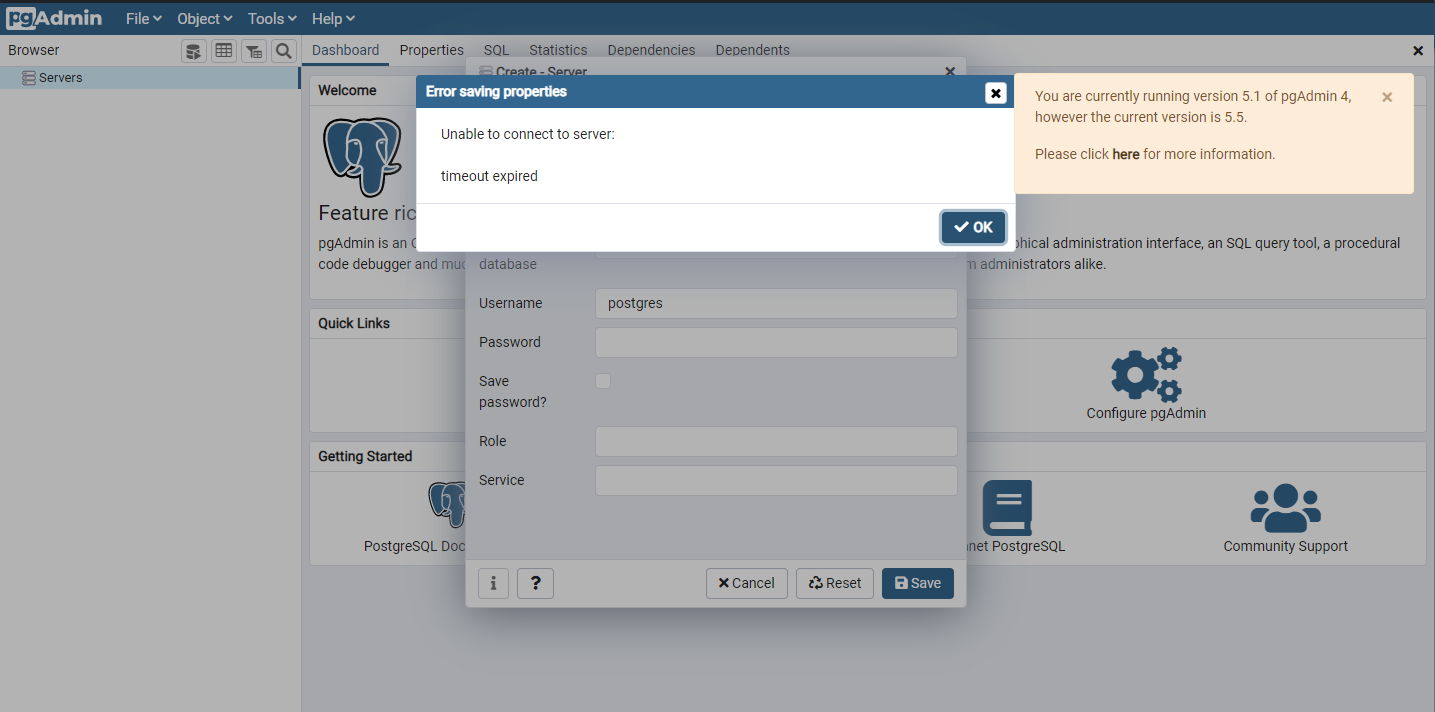 pgAdmin File Object Tools Help
Browser
Dashboard Properties SQL Statistics Dependencies Dependents
Servers
Create - Server
Error saving properties
Unable to connect to server:
timeout expired
OK
You are currently running version 5.1 of pgAdmin 4,
however the current version is 5.5.
Please click here for more information.
Welcome
Feature ric
pgAdmin is an
code debugger and
hical administration interface, an SQL query tool, a procedural
administrators alike.
database
Username postgres
Password
Save
password?
Role
Service
Cancel Reset Save
Quick Links
Configure pgAdmin
Getting Started
PostgreSQL Doc
net PostgreSQL
Community Support